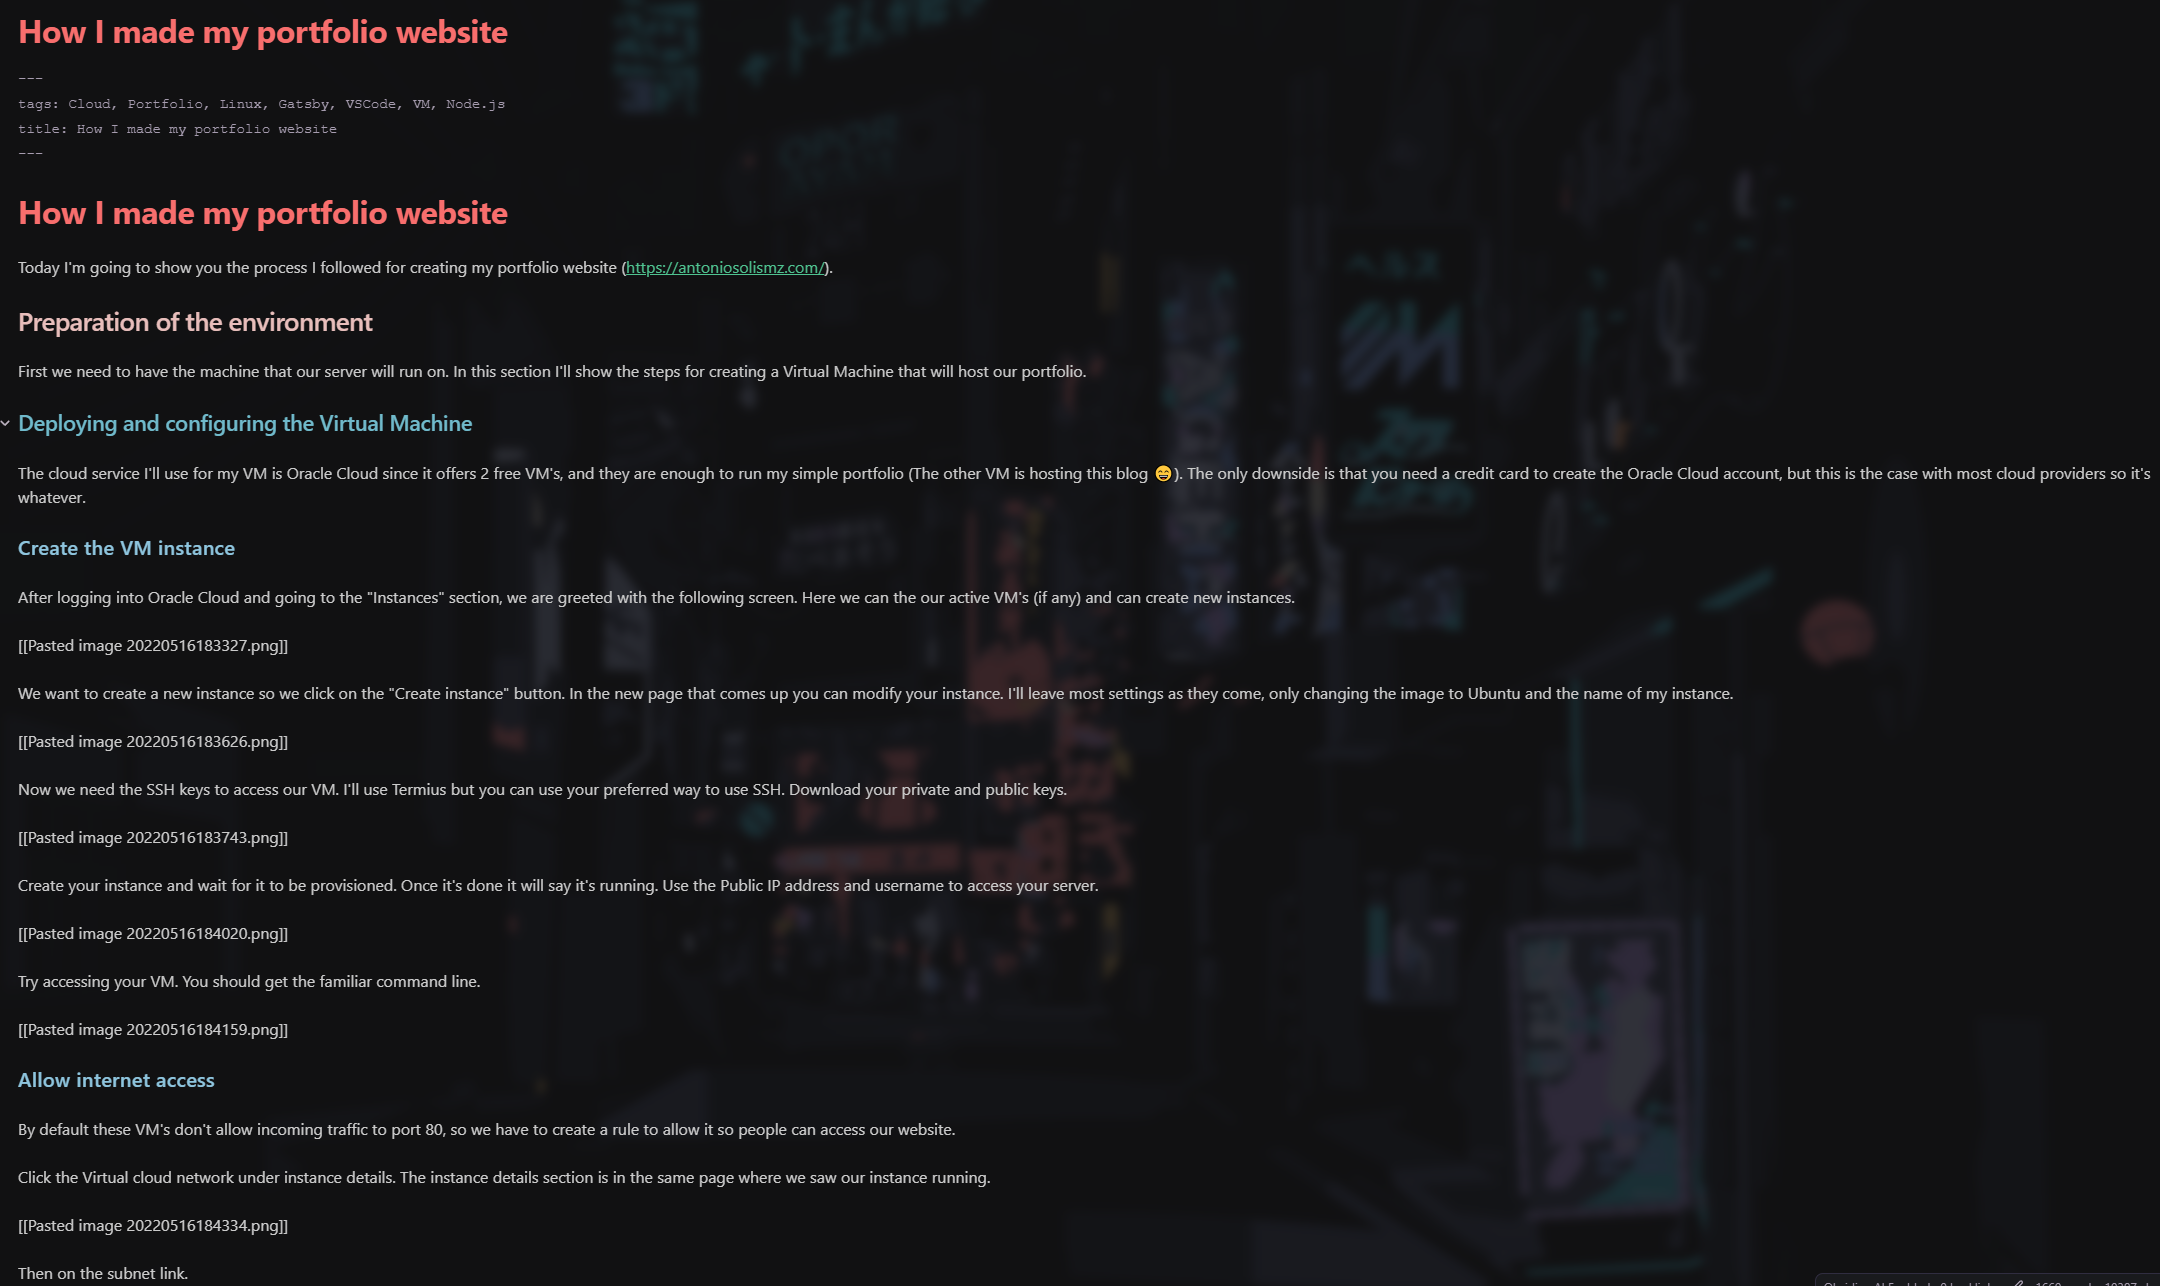 How I made my portfolio website
---
tags: Cloud, Portfolio, Linux, Gatsby, VSCode, VM, Node.js
title: How I made my portfolio website
---
How I made my portfolio website
Today I'm going to show you the process I followed for creating my portfolio website (https://antoniosolismz.com/).
Preparation of the environment
First we need to have the machine that our server will run on. In this section I'll show the steps for creating a Virtual Machine that will host our portfolio.
Deploying and configuring the Virtual Machine
The cloud service I'll use for my VM is Oracle Cloud since it offers 2 free VM's, and they are enough to run my simple portfolio (The other VM is hosting this blog 😄). The only downside is that you need a credit card to create the Oracle Cloud account, but this is the case with most cloud providers so it's
whatever.
Create the VM instance
After logging into Oracle Cloud and going to the "Instances" section, we are greeted with the following screen. Here we can the our active VM's (if any) and can create new instances.
[[Pasted image 20220516183327.png]]
We want to create a new instance so we click on the "Create instance" button. In the new page that comes up you can modify your instance. I'll leave most settings as they come, only changing the image to Ubuntu and the name of my instance.
[[Pasted image 20220516183626.png]]
Now we need the SSH keys to access our VM. I'll use Termius but you can use your preferred way to use SSH. Download your private and public keys.
[[Pasted image 20220516183743.png]]
Create your instance and wait for it to be provisioned. Once it's done it will say it's running. Use the Public IP address and username to access your server.
[[Pasted image 20220516184020.png]]
Try accessing your VM. You should get the familiar command line.
[[Pasted image 20220516184159.png]]
Allow internet access
By default these VM's don't allow incoming traffic to port 80, so we have to create a rule to allow it so people can access our website.
Click the Virtual cloud network under instance details. The instance details section is in the same page where we saw our instance running.
[[Pasted image 20220516184334.png]]
Then on the subnet link.